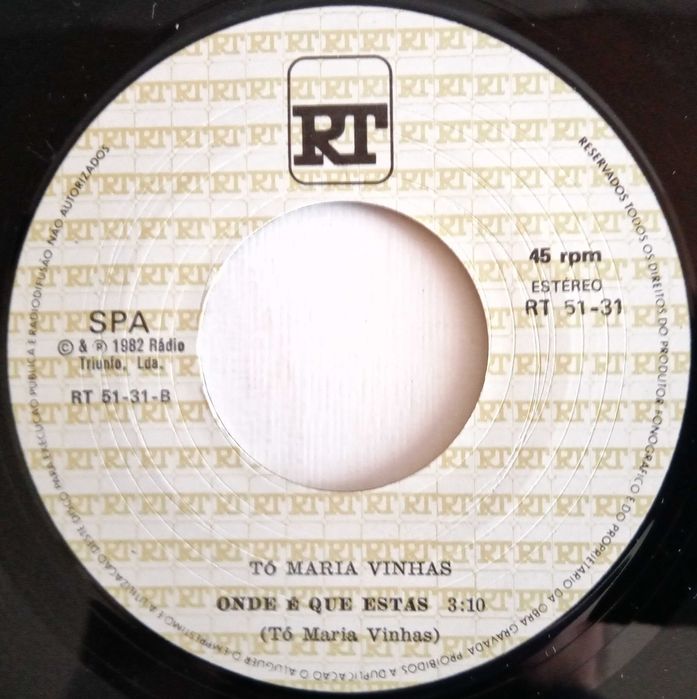 RT
45 rpm
ESTÉREO
RT 51-31
SPA
© & ℗ 1982 Rádio
Triunfo, Lda.
RT 51-31-B
TÓ MARIA VINHAS
ONDE É QUE ESTÁS 3:10
(Tó Maria Vinhas)
RESERVADOS TODOS OS DIREITOS DO PRODUTOR FONOGRÁFICO E DO PROPRIETÁRIO DA OBRA GRAVADA. PROIBIDOS A DUPLICAÇÃO O ALUGUER O EMPRÉSTIMO E A UTILIZAÇÃO DESTE DISCO PARA EXECUÇÃO PÚBLICA E RADIODIFUSÃO NÃO AUTORIZADOS